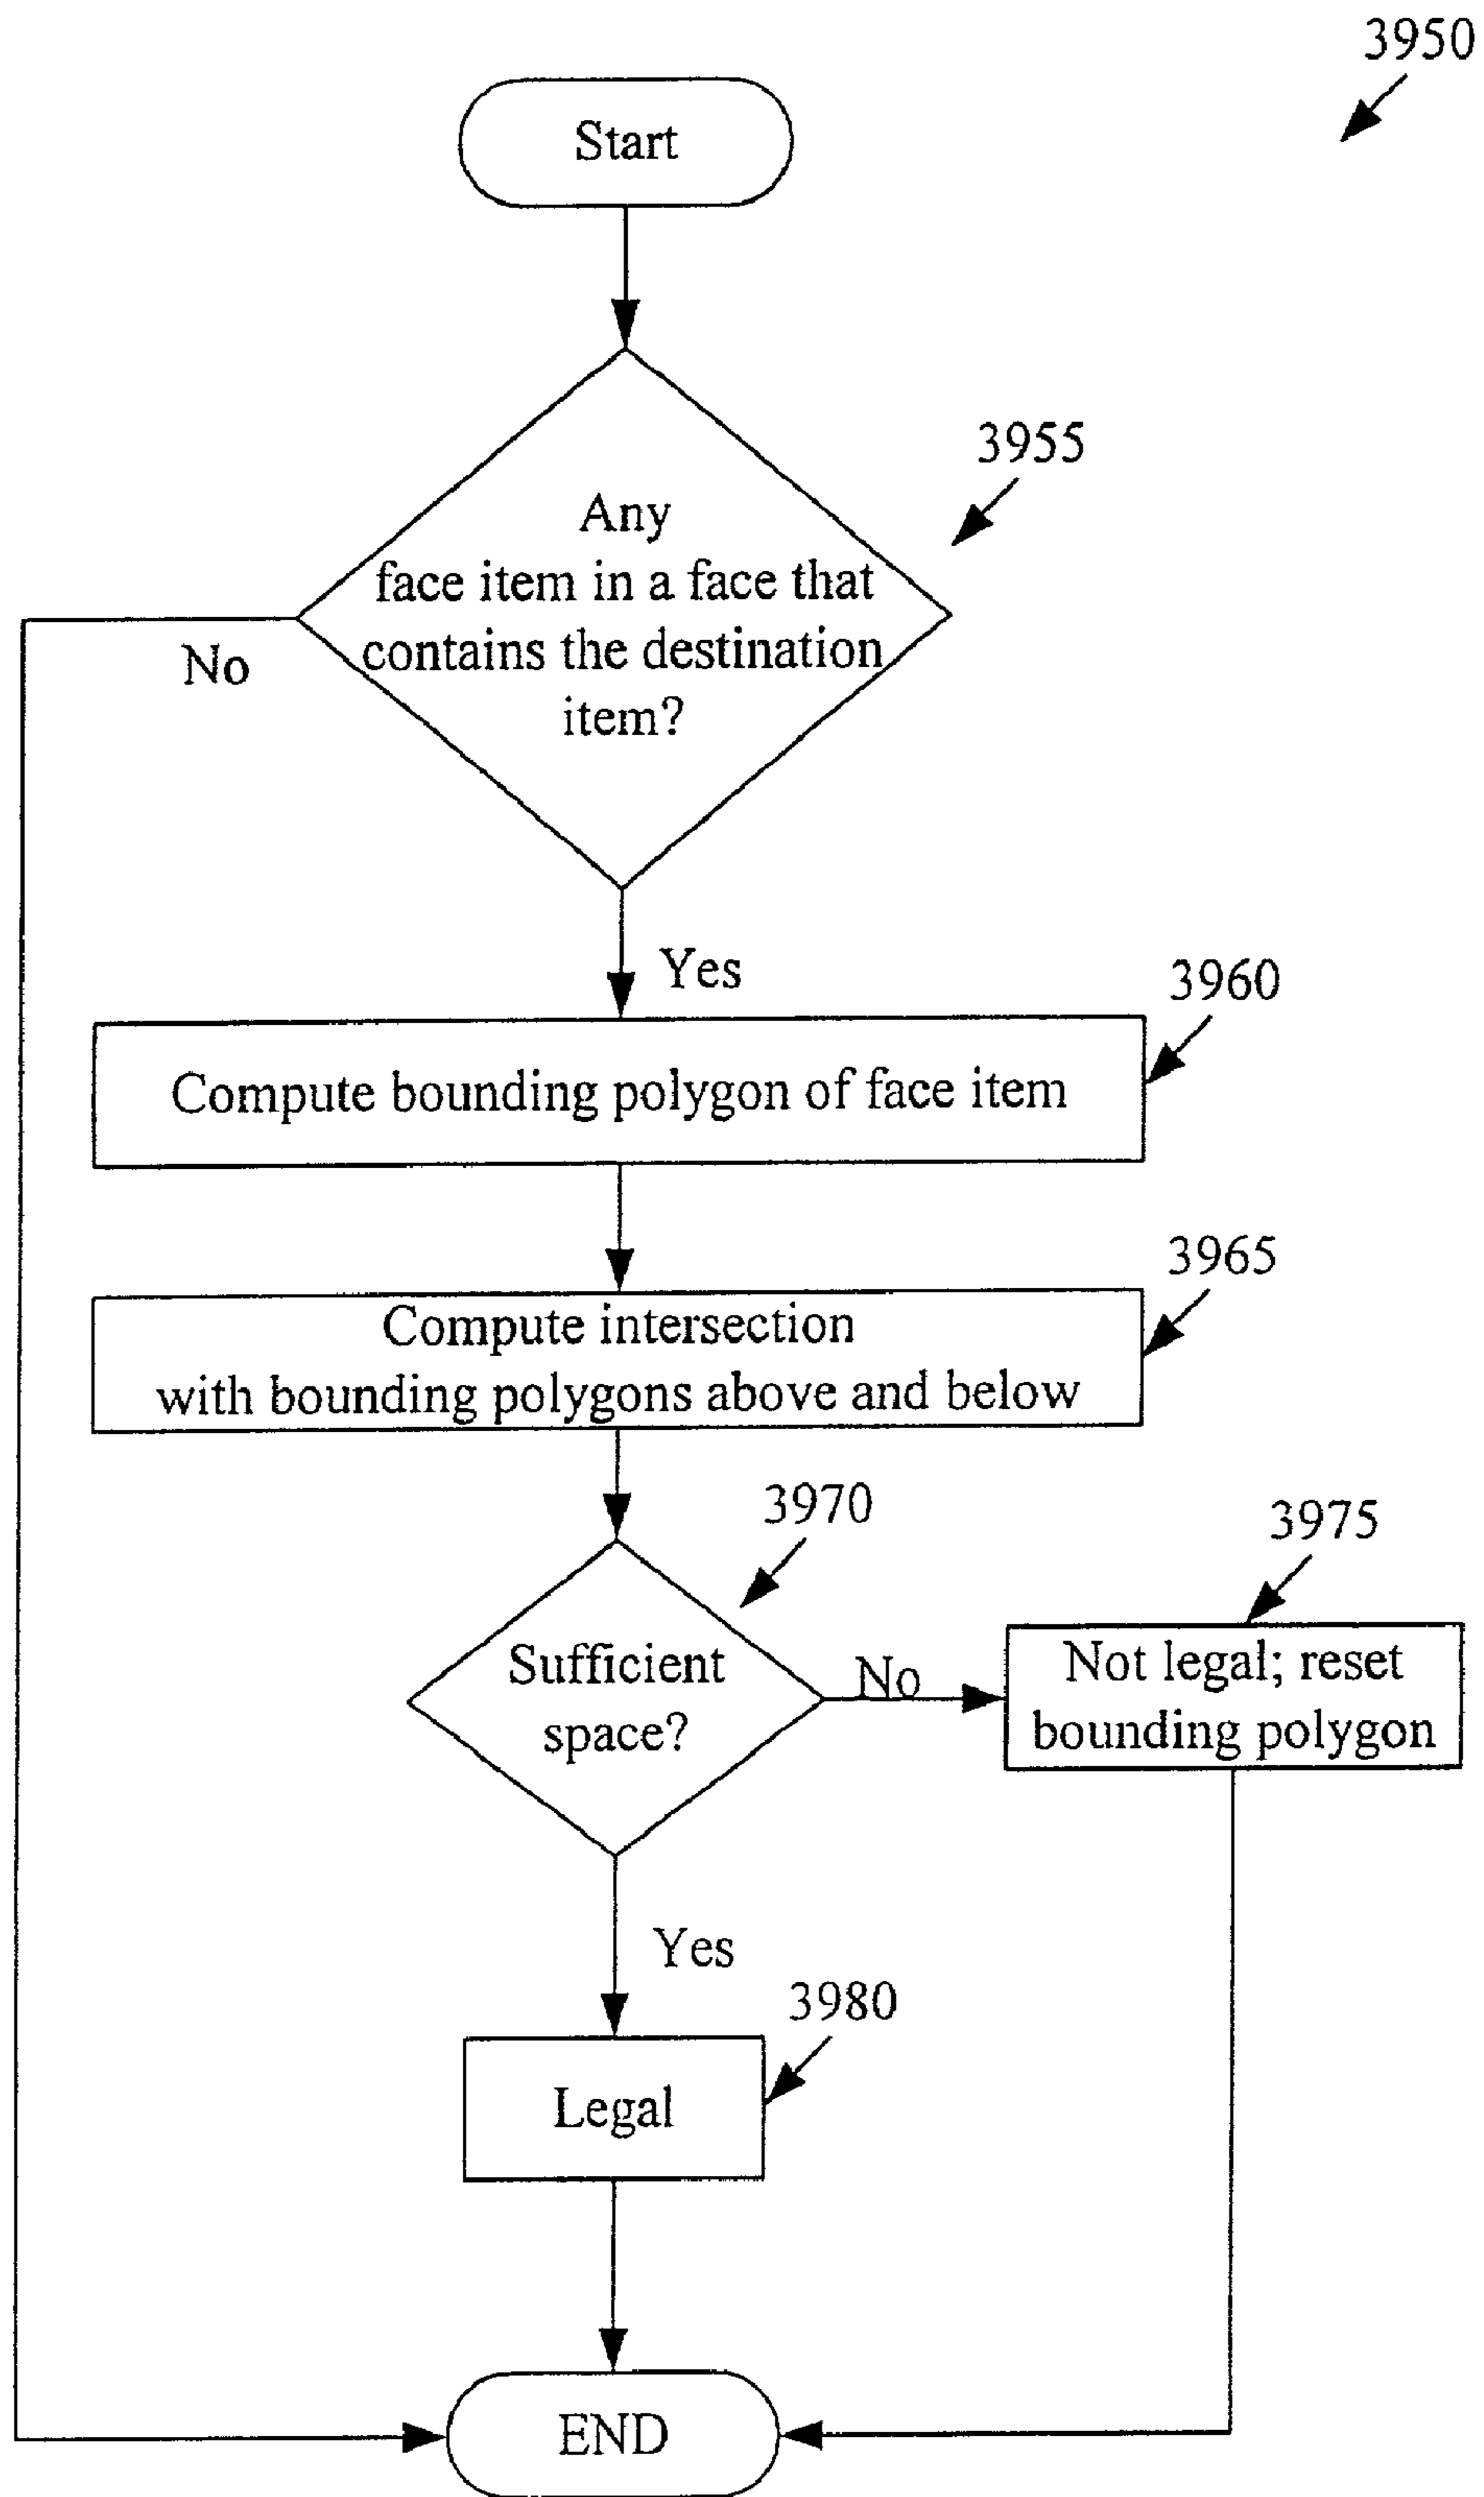 3950
Start
3955
Any
face item in a face that
contains the destination
item?
No
Yes
3960
Compute bounding polygon of face item
3965
Compute intersection
with bounding polygons above and below
3970
3975
Sufficient
space?
No
Not legal; reset
bounding polygon
Yes
3980
Legal
END